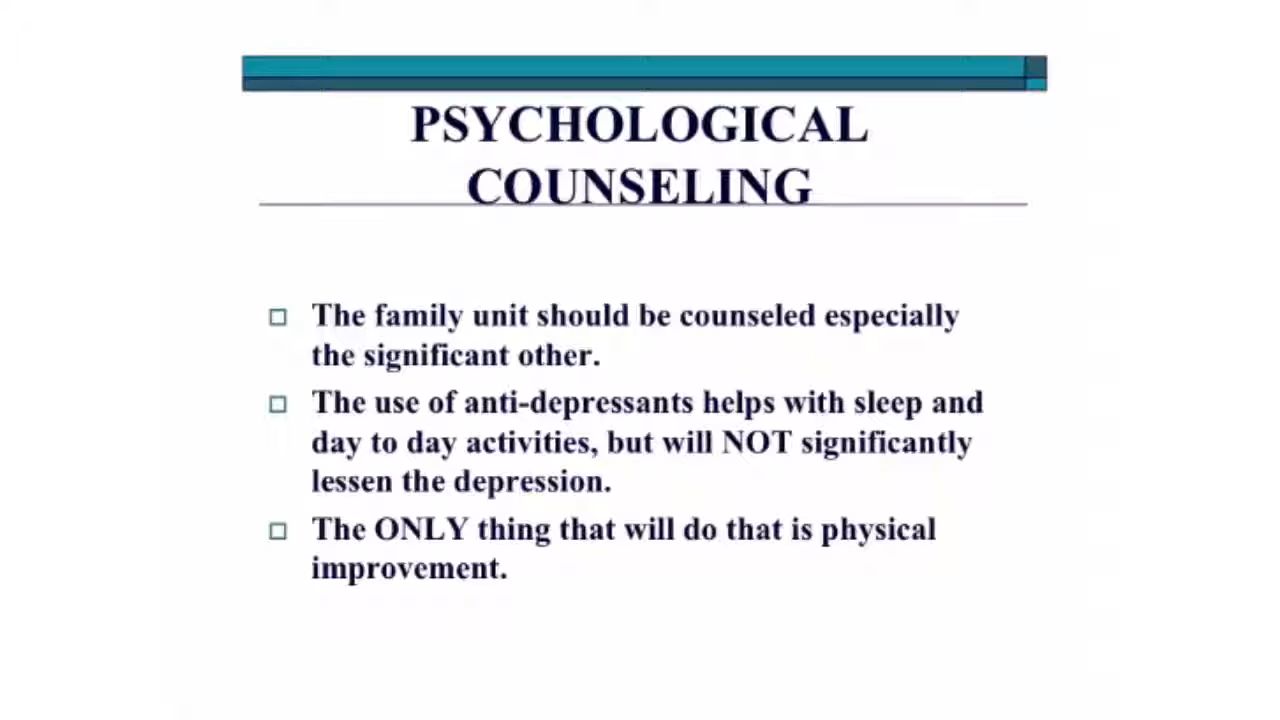 PSYCHOLOGICAL
COUNSELING
The family unit should be counseled especially
the significant other.
The use of anti-depressants helps with sleep and
day to day activities, but will NOT significantly
lessen the depression.
The ONLY thing that will do that is physical
improvement.